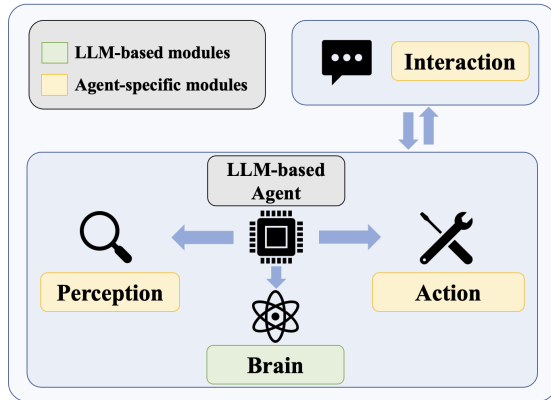 LLM-based modules
Agent-specific modules
Interaction
LLM-based
Agent
Perception
Action
Brain